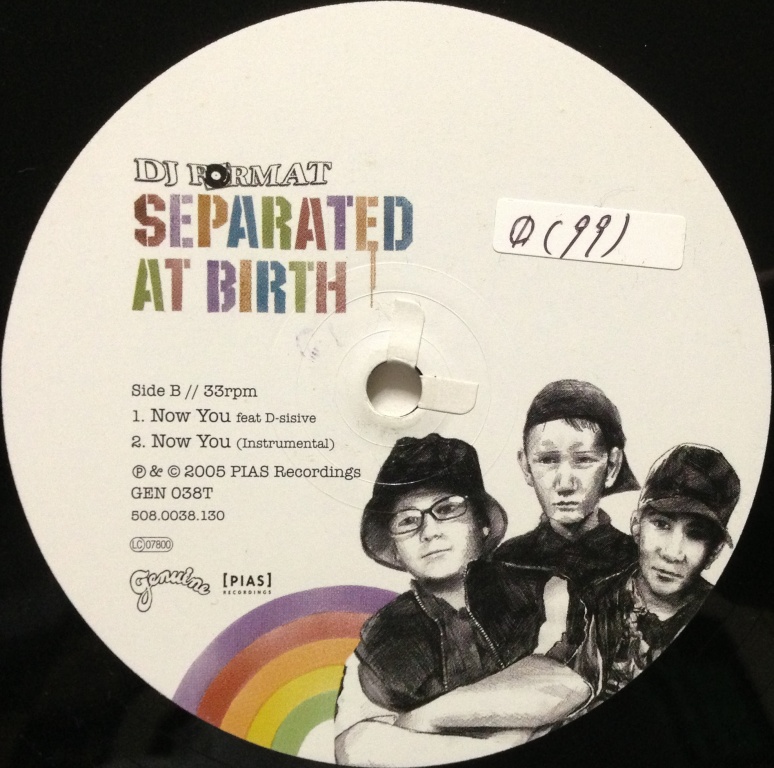 DJ FORMAT
SEPARATED
AT BIRTH
Side B // 33rpm
1. Now You feat D-sisive
2. Now You (Instrumental)
℗ & © 2005 PIAS Recordings
GEN 038T
508.0038.130
LC 07800
Genuine
[PIAS]
RECORDINGS
(99)